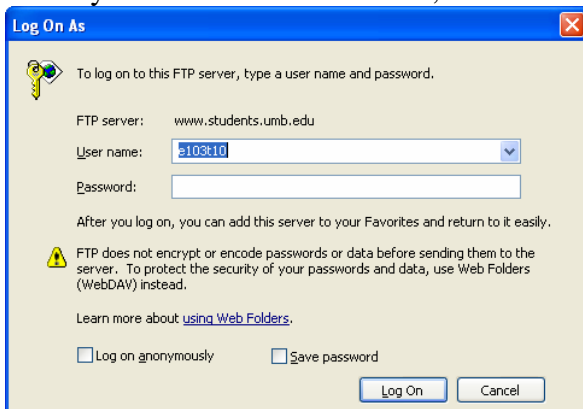 Log On As
To log on to this FTP server, type a user name and password.
FTP server: www.students.umb.edu
User name: e103t10
Password:
After you log on, you can add this server to your Favorites and return to it easily.
FTP does not encrypt or encode passwords or data before sending them to the
server. To protect the security of your passwords and data, use Web Folders
(WebDAV) instead.
Learn more about using Web Folders.
Log on anonymously Save password
Log On Cancel